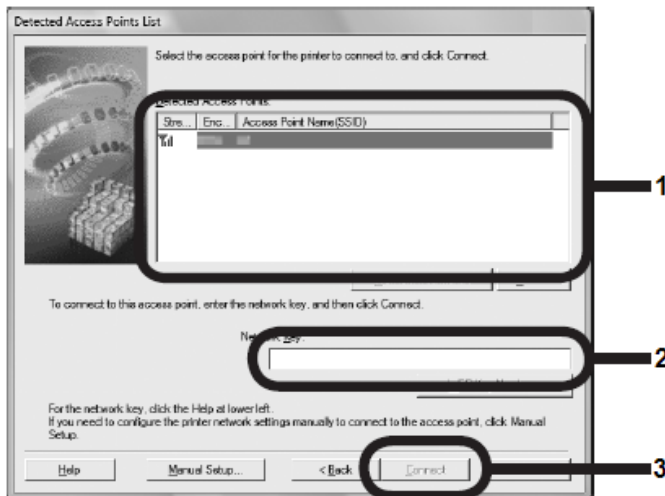 Detected Access Points List
Select the access point for the printer to connect to, and click Connect.
Detected Access Points:
Stre... Enc... Access Point Name(SSID)
1
To connect to this access point, enter the network key, and then click Connect.
Network Key:
2
For the network key, click the Help at lower left.
If you need to configure the printer network settings manually to connect to the access point, click Manual
Setup.
Help Manual Setup... < Back Connect
3